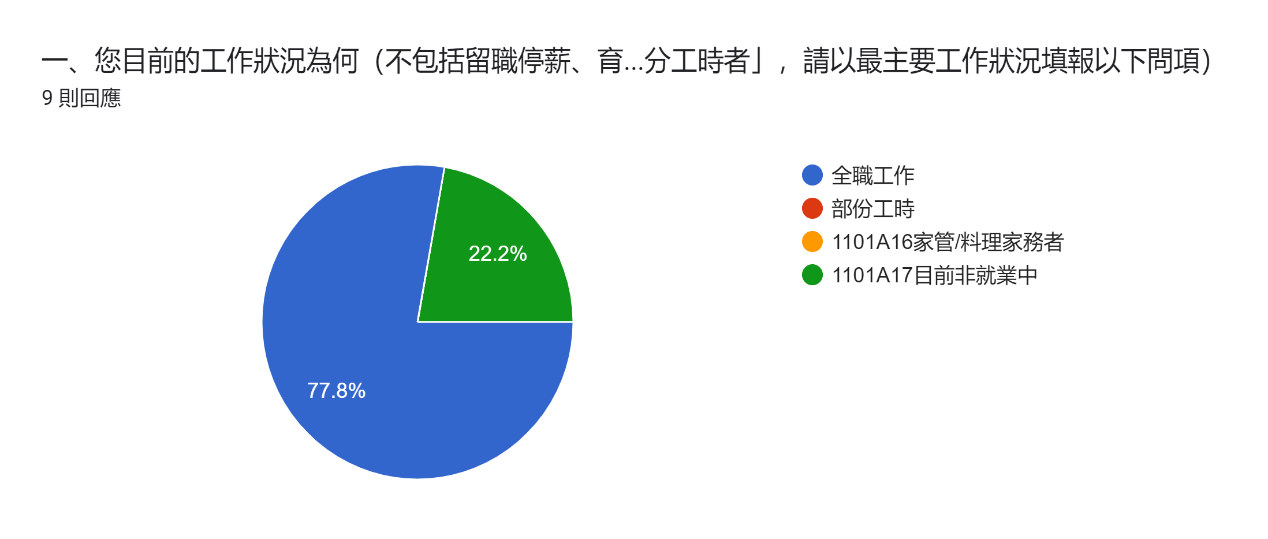 一、您目前的工作狀況為何（不包括留職停薪、育...分工時者」，請以最主要工作狀況填報以下問項）
9 則回應
22.2%
77.8%
全職工作
部份工時
1101A16家管/料理家務者
1101A17目前非就業中